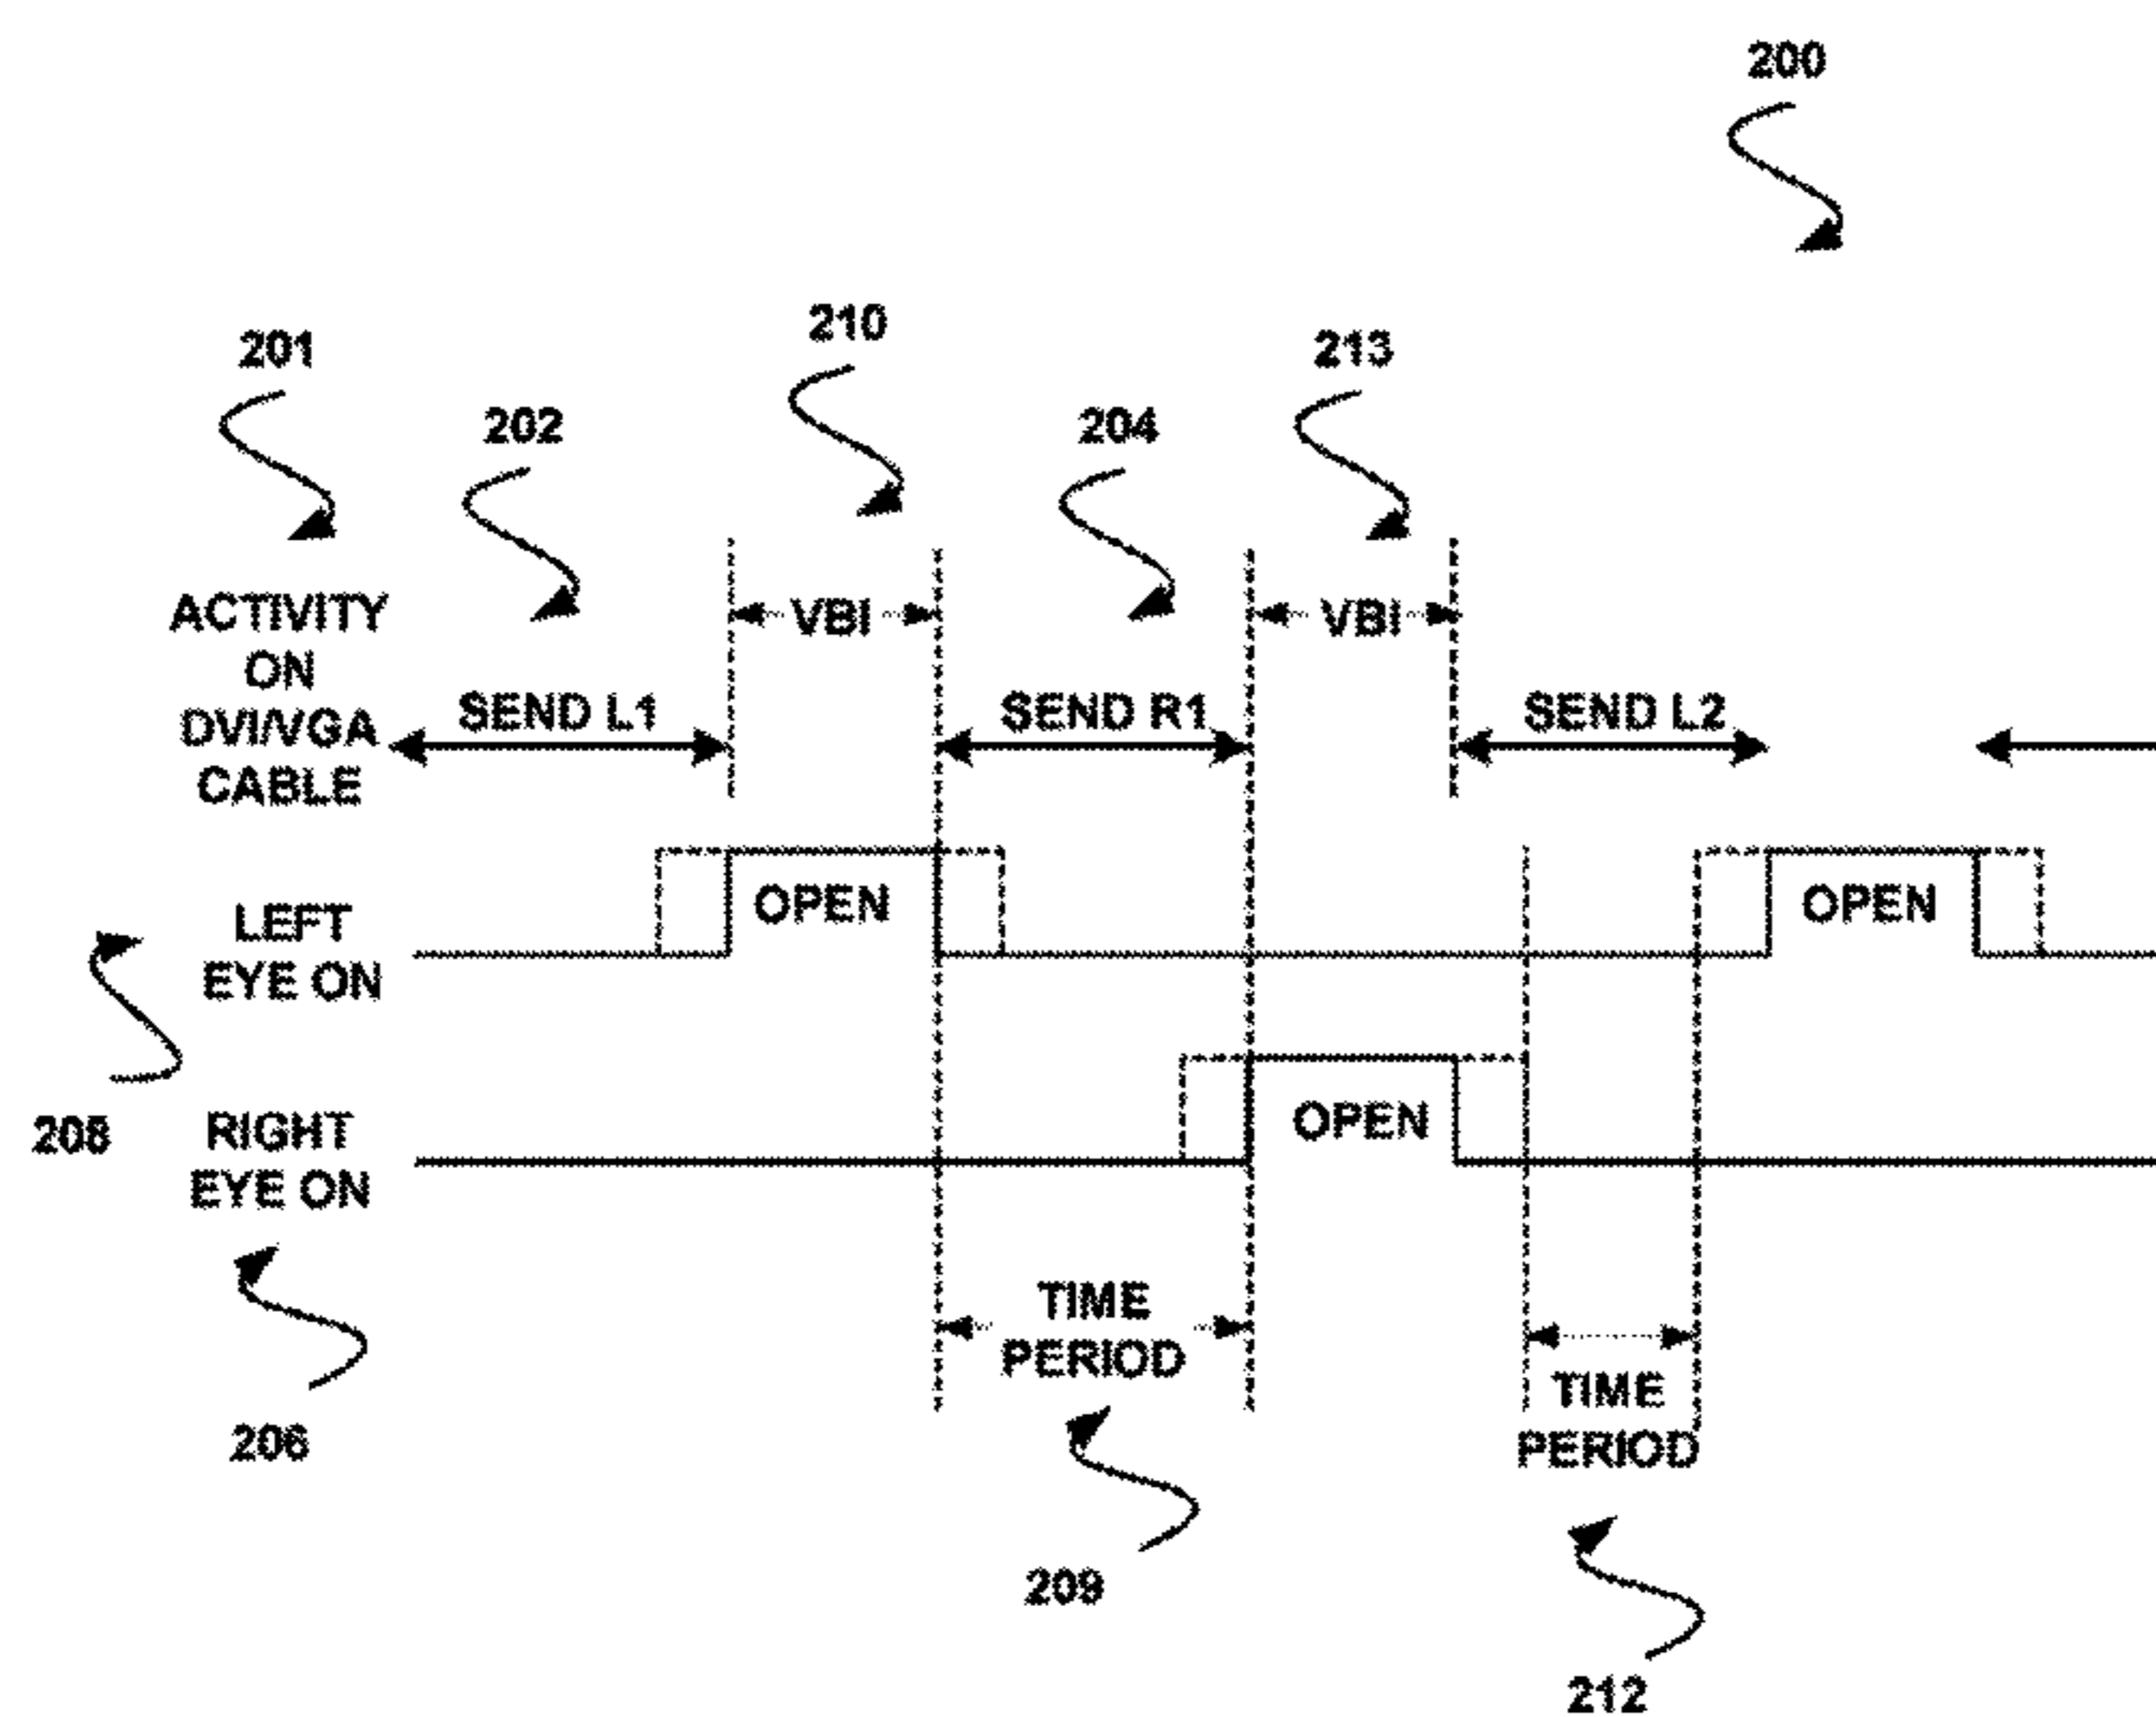 200
210
201
213
202
204
ACTIVITY
ON
DVI/VGA
CABLE
VBI
VBI
SEND L1
SEND R1
SEND L2
LEFT
EYE ON
OPEN
OPEN
208
RIGHT
EYE ON
OPEN
206
TIME
PERIOD
TIME
PERIOD
209
212